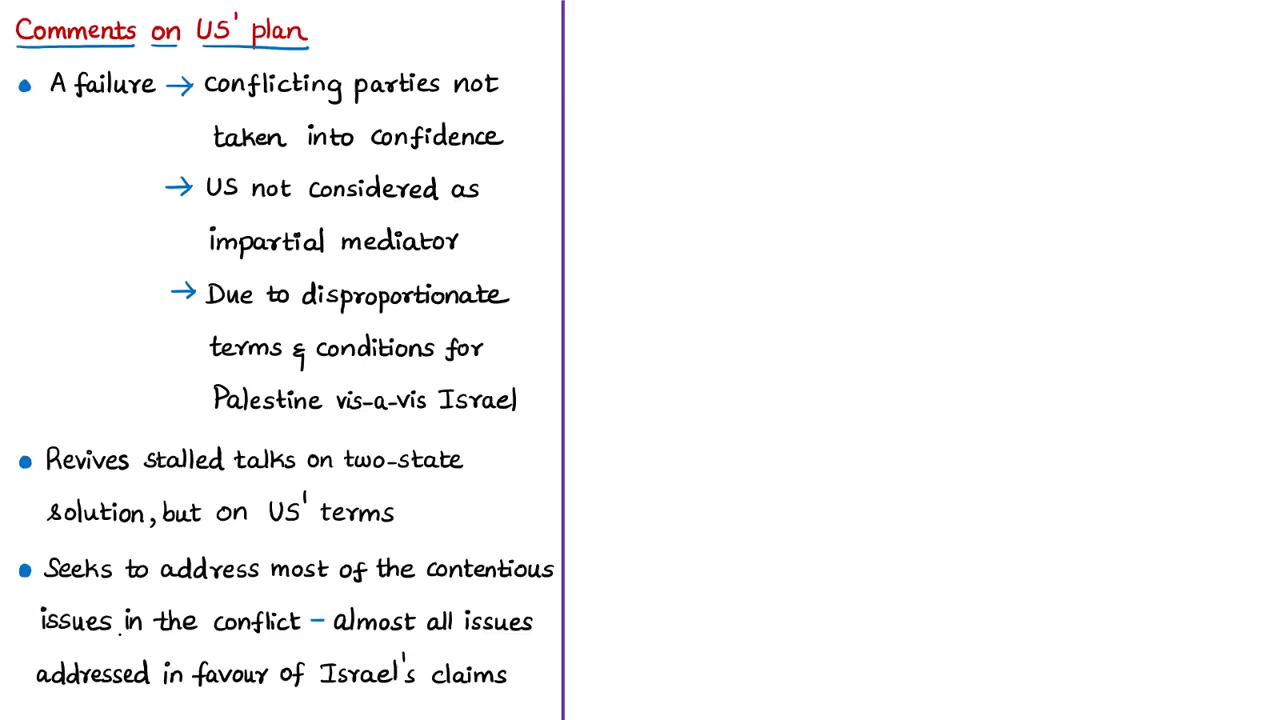 Comments on US' plan
• A failure → Conflicting parties not
taken into confidence
→ US not considered as
impartial mediator
→ Due to disproportionate
terms & conditions for
Palestine vis-a-vis Israel
• Revives stalled talks on two-state
solution, but on US' terms
• Seeks to address most of the contentious
issues in the conflict – almost all issues
addressed in favour of Israel's claims